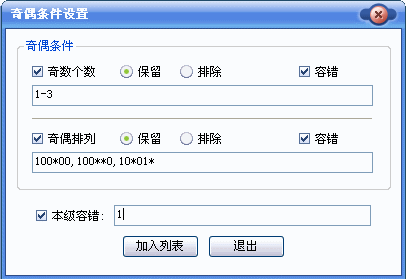 奇偶条件设置
奇偶条件
奇数个数 保留 排除 容错
1-3
奇偶排列 保留 排除 容错
100*00, 100**0, 10*01*
本级容错: 1
加入列表 退出